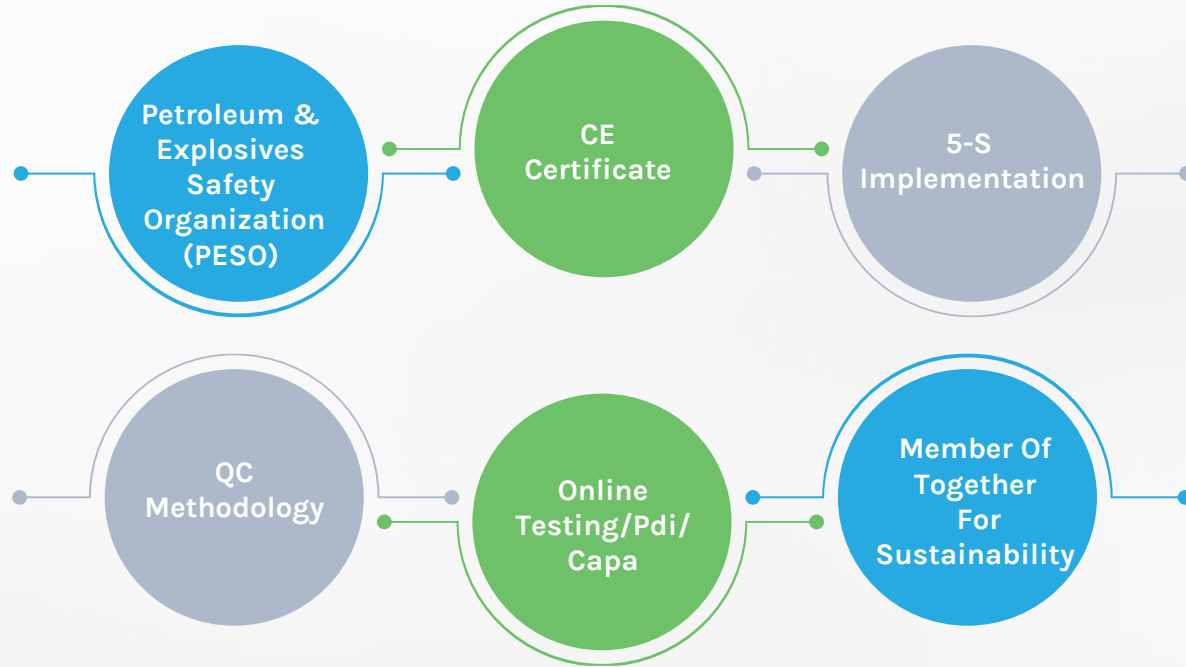 Petroleum &
Explosives
Safety
Organization
(PESO)
CE
Certificate
5-S
Implementation
QC
Methodology
Online
Testing/Pdi/
Capa
Member Of
Together
For
Sustainability